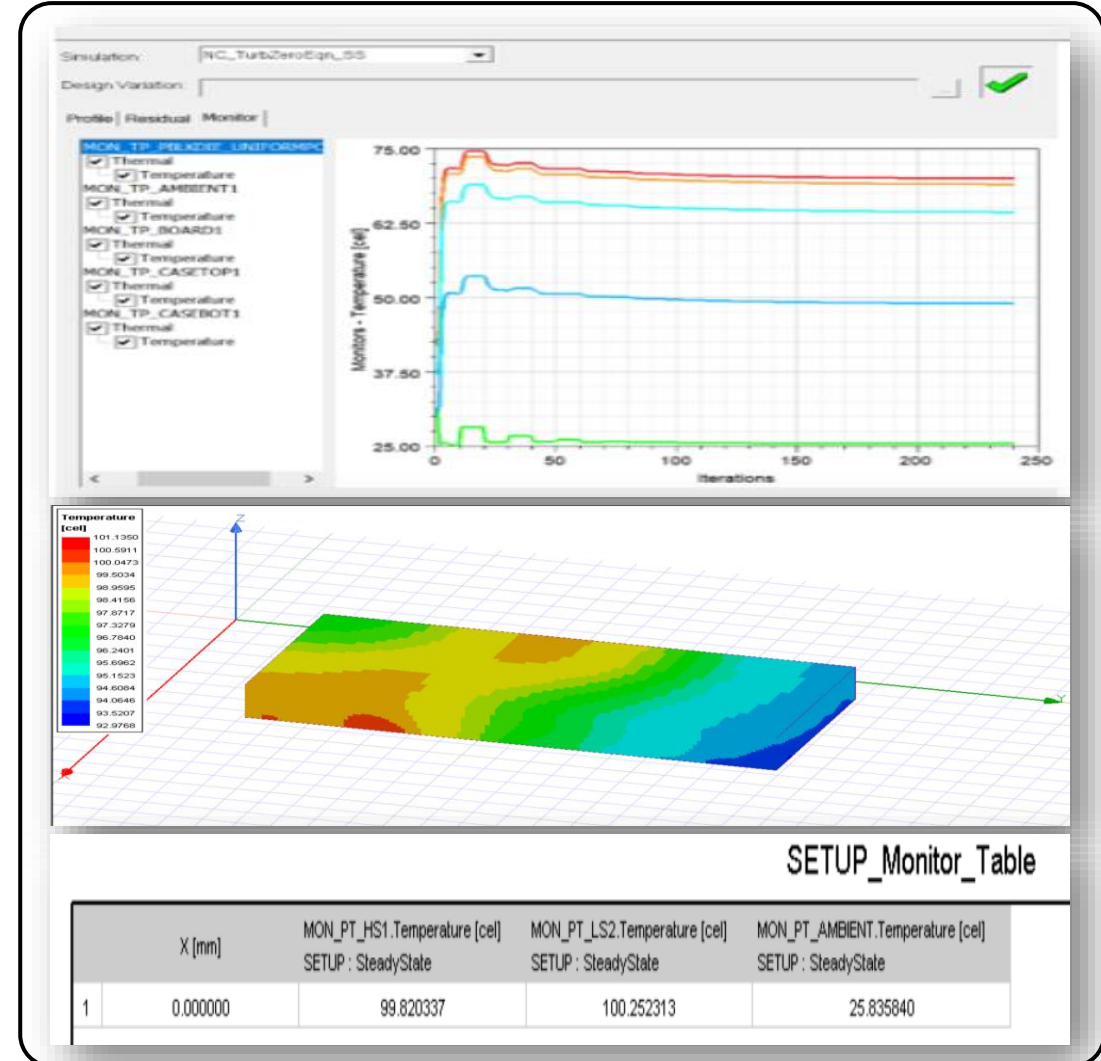 Simulation: NC_TurbZeroEqn_SS
Design Variation: ...
Profile Residual Monitor
MON_TP_PBLKDIE_UNIFORMPO
Thermal
Temperature
MON_TP_AMBIENT1
Thermal
Temperature
MON_TP_BOARD1
Thermal
Temperature
MON_TP_CASETOP1
Thermal
Temperature
MON_TP_CASEBOT1
Thermal
Temperature
< >
Monitors - Temperature [cel]
75.00
62.50
50.00
37.50
25.00
0 50 100 150 200 250
Iterations
Temperature
[cel]
101.1350
100.5911
100.0473
99.5034
98.9595
98.4156
97.8717
97.3279
96.7840
96.2401
95.6962
95.1523
94.6084
94.0646
93.5207
92.9768
Z
Y
X
SETUP_Monitor_Table
X [mm] MON_PT_HS1.Temperature [cel] MON_PT_LS2.Temperature [cel] MON_PT_AMBIENT.Temperature [cel]
SETUP : SteadyState SETUP : SteadyState SETUP : SteadyState
1 0.000000 99.820337 100.252313 25.835840